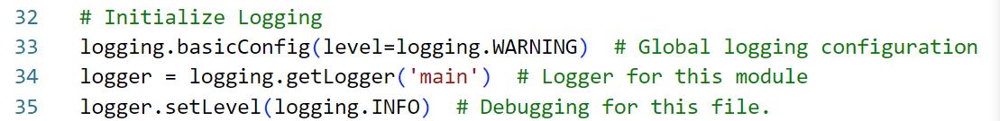 32 # Initialize Logging
33 logging.basicConfig(level=logging.WARNING)  # Global logging configuration
34 logger = logging.getLogger('main')  # Logger for this module
35 logger.setLevel(logging.INFO)  # Debugging for this file.